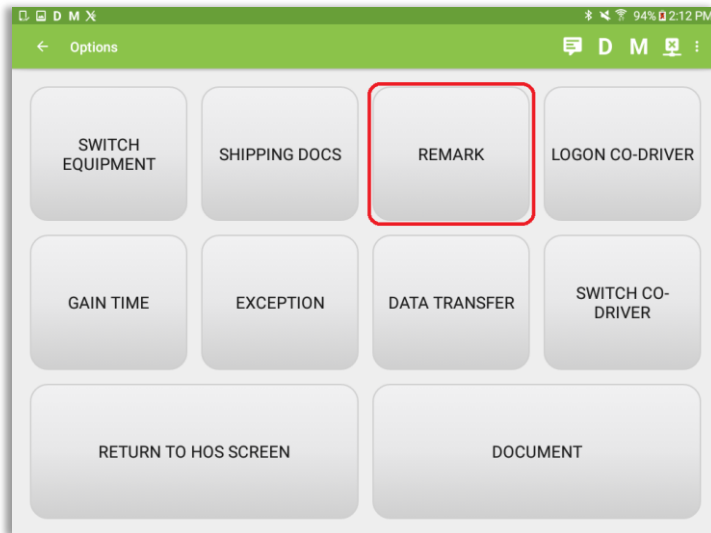 D M
94% 2:12 PM
Options
D M
SWITCH
EQUIPMENT
SHIPPING DOCS
REMARK
LOGON CO-DRIVER
GAIN TIME
EXCEPTION
DATA TRANSFER
SWITCH CO-
DRIVER
RETURN TO HOS SCREEN
DOCUMENT